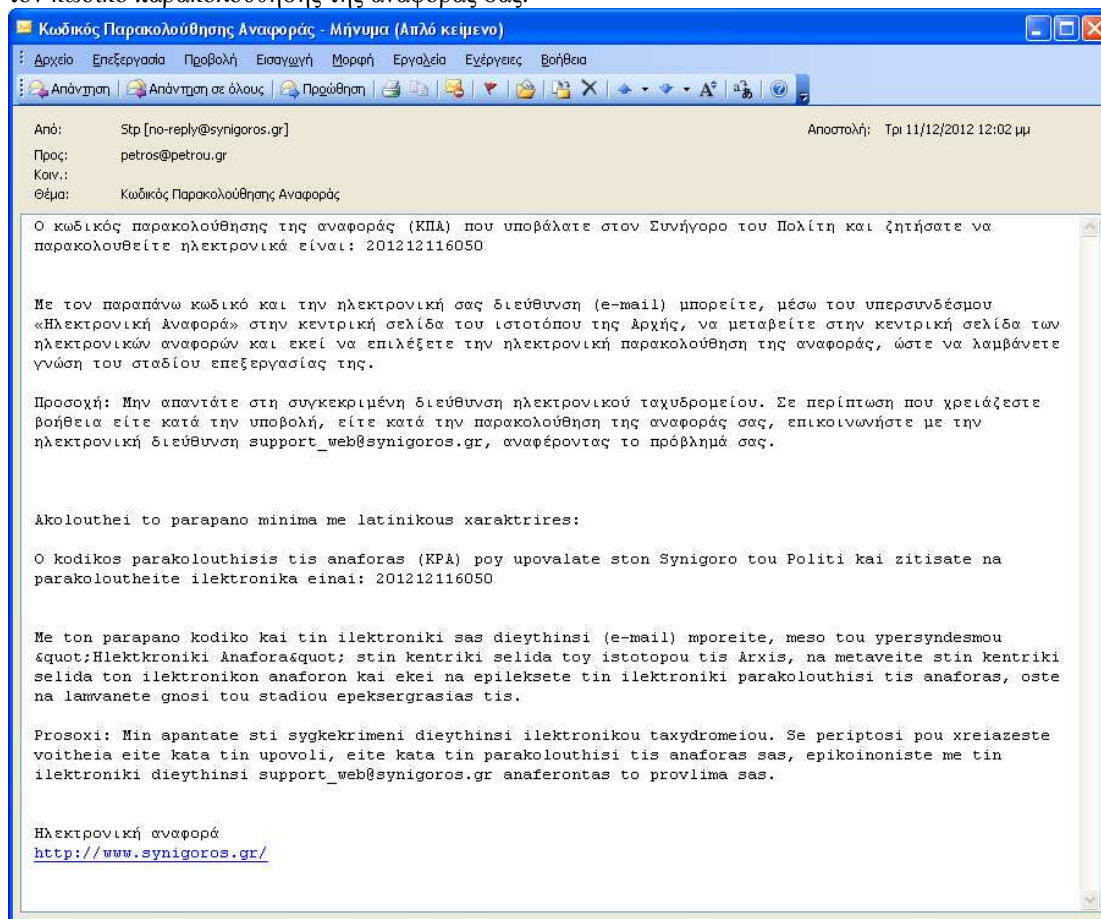 τον κωδικό παρακολούθησης της αναφοράς σας.
Κωδικός Παρακολούθησης Αναφοράς - Μήνυμα (Απλό κείμενο)
Αρχείο Επεξεργασία Προβολή Εισαγωγή Μορφή Εργαλεία Ενέργειες Βοήθεια
Απάντηση Απάντηση σε όλους Προώθηση
Από: Stp [no-reply@synigoros.gr] Αποστολή: Τρι 11/12/2012 12:02 μμ
Προς: petros@petrou.gr
Κοιν.:
Θέμα: Κωδικός Παρακολούθησης Αναφοράς
Ο κωδικός παρακολούθησης της αναφοράς (ΚΠΑ) που υποβάλατε στον Συνήγορο του Πολίτη και ζητήσατε να
παρακολουθείτε ηλεκτρονικά είναι: 201212116050
Με τον παραπάνω κωδικό και την ηλεκτρονική σας διεύθυνση (e-mail) μπορείτε, μέσω του υπερσυνδέσμου
«Ηλεκτρονική Αναφορά» στην κεντρική σελίδα του ιστοτόπου της Αρχής, να μεταβείτε στην κεντρική σελίδα των
ηλεκτρονικών αναφορών και εκεί να επιλέξετε την ηλεκτρονική παρακολούθηση της αναφοράς, ώστε να λαμβάνετε
γνώση του σταδίου επεξεργασίας της.
Προσοχή: Μην απαντάτε στη συγκεκριμένη διεύθυνση ηλεκτρονικού ταχυδρομείου. Σε περίπτωση που χρειάζεστε
βοήθεια είτε κατά την υποβολή, είτε κατά την παρακολούθηση της αναφοράς σας, επικοινωνήστε με την
ηλεκτρονική διεύθυνση support_web@synigoros.gr, αναφέροντας το πρόβλημά σας.
Akolouthei to parapano minima me latinikous xaraktrires:
O kodikos parakolouthisis tis anaforas (KPA) poy upovalate ston Synigoro tou Politi kai zitisate na
parakoloutheite ilektronika einai: 201212116050
Me ton parapano kodiko kai tin ilektroniki sas dieythinsi (e-mail) mporeite, meso tou ypersyndesmou
&quot;Hlektkroniki Anafora&quot; stin kentriki selida toy istotopou tis Arxis, na metaveite stin kentriki
selida ton ilektronikon anaforon kai ekei na epileksete tin ilektroniki parakolouthisi tis anaforas, oste
na lamvanete gnosi tou stadiou epeksergrasias tis.
Prosoxi: Min apantate sti sygkekrimeni dieythinsi ilektronikou taxydromeiou. Se periptosi pou xreiazeste
voitheia eite kata tin upovoli, eite kata tin parakolouthisi tis anaforas sas, epikoinoniste me tin
ilektroniki dieythinsi support_web@synigoros.gr anaferontas to provlima sas.
Ηλεκτρονική αναφορά
http://www.synigoros.gr/